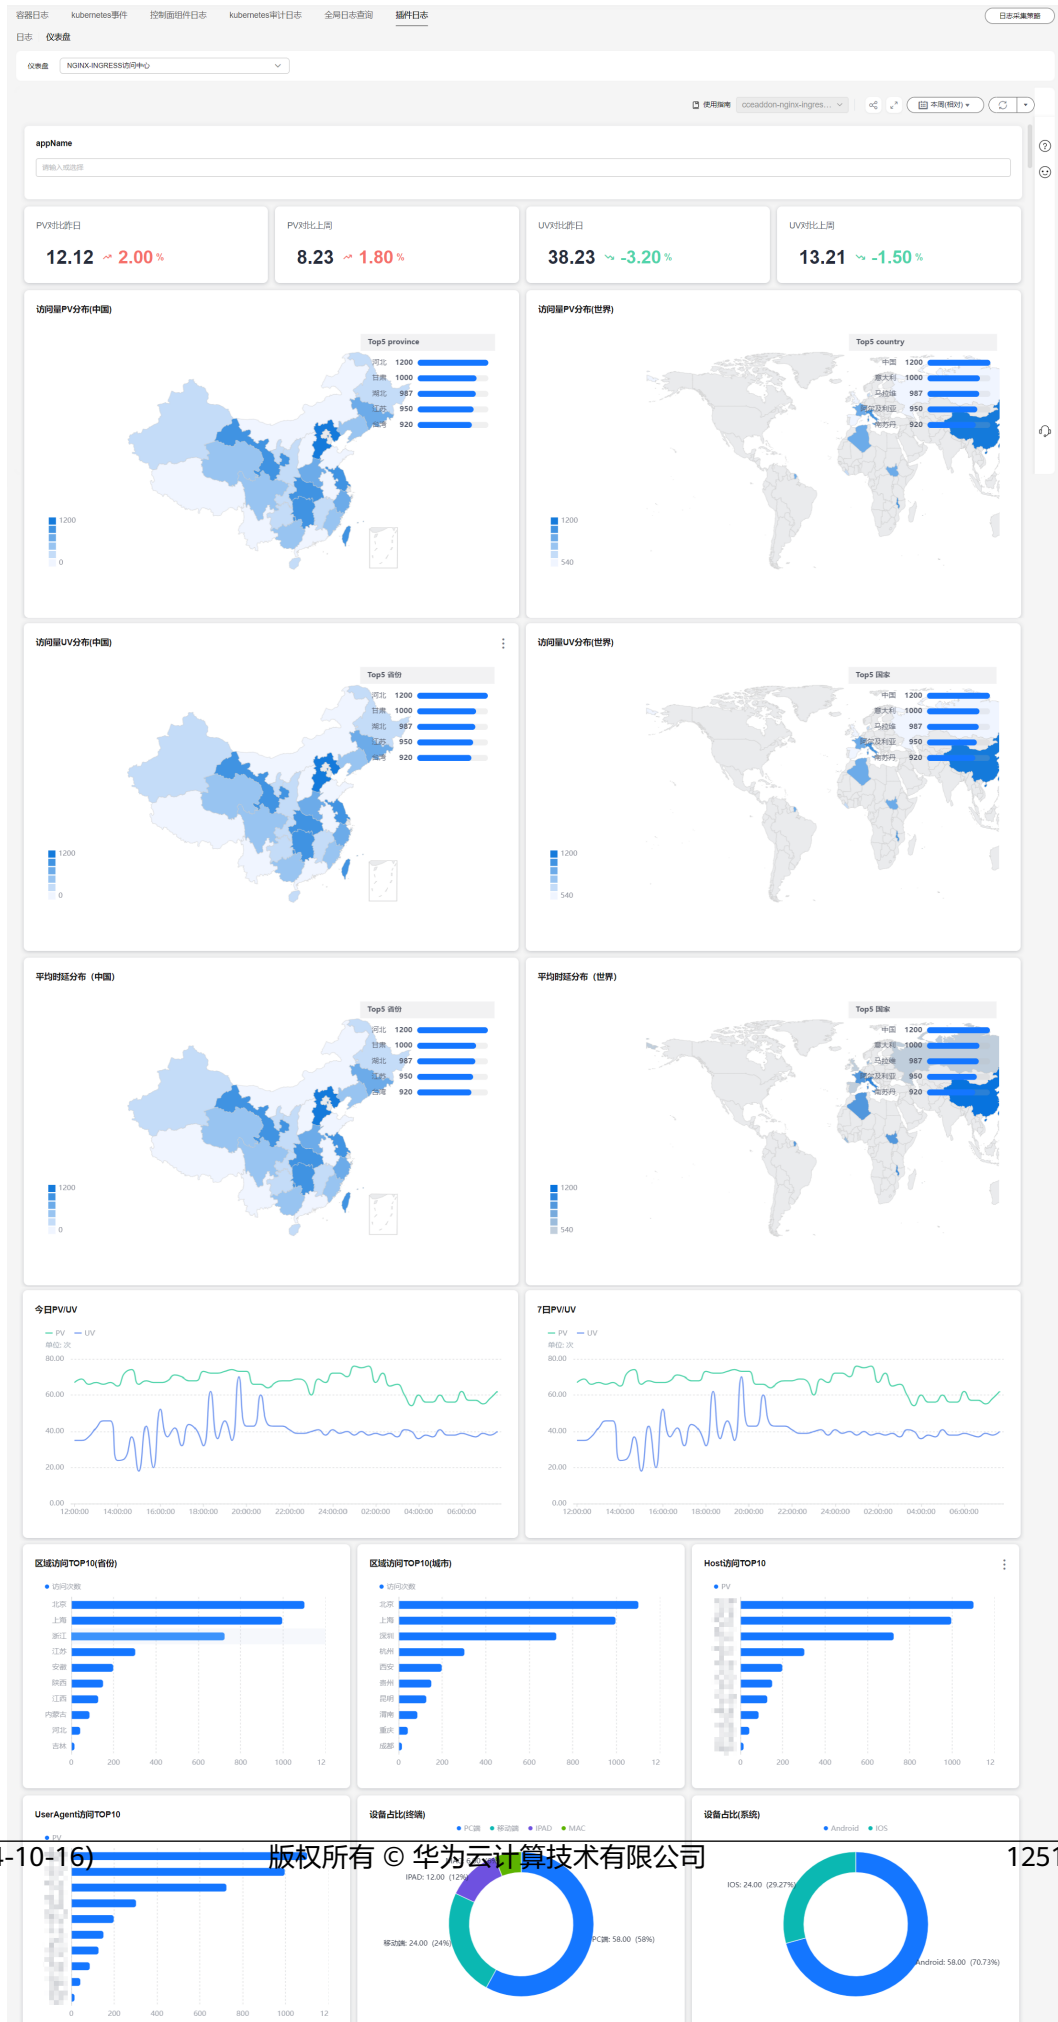 容器日志 kubernetes事件 控制面组件日志 kubernetes审计日志 全局日志查询 插件日志 日志采集策略
日志 仪表盘
仪表盘 NGINX-INGRESS访问中心
使用指南 cceaddon-nginx-ingres... 本周(相对)
appName
请输入或选择
PV对比昨日 PV对比上周 UV对比昨日 UV对比上周
12.12 2.00% 8.23 1.80% 38.23 -3.20% 13.21 -1.50%
访问量PV分布(中国) 访问量PV分布(世界)
Top5 province Top5 country
河北 1200 中国 1200
甘肃 1000 意大利 1000
湖北 987 马拉维 987
江苏 950 阿尔及利亚 950
台湾 920 南苏丹 920
1200 1200
0 540
访问量UV分布(中国) 访问量UV分布(世界)
Top5 省份 Top5 国家
河北 1200 中国 1200
甘肃 1000 意大利 1000
湖北 987 马拉维 987
江苏 950 阿尔及利亚 950
台湾 920 南苏丹 920
1200 1200
0 540
平均时延分布（中国） 平均时延分布（世界）
Top5 省份 Top5 国家
河北 1200 中国 1200
甘肃 1000 意大利 1000
湖北 987 马拉维 987
江苏 950 阿尔及利亚 950
台湾 920 南苏丹 920
1200 1200
0 540
今日PV/UV 7日PV/UV
PV UV PV UV
单位: 次 单位: 次
80.00 80.00
60.00 60.00
40.00 40.00
20.00 20.00
0.00 0.00
12:00:00 14:00:00 16:00:00 18:00:00 20:00:00 22:00:00 24:00:00 02:00:00 04:00:00 06:00:00 12:00:00 14:00:00 16:00:00 18:00:00 20:00:00 22:00:00 24:00:00 02:00:00 04:00:00 06:00:00
区域访问TOP10(省份) 区域访问TOP10(城市) Host访问TOP10
访问次数 访问次数 PV
北京 北京
上海 上海
浙江 深圳
江苏 杭州
安徽 西安
陕西 贵州
江西 昆明
内蒙古 渭南
河北 重庆
吉林 成都
0 200 400 600 800 1000 12 0 200 400 600 800 1000 12 0 200 400 600 800 1000 12
UserAgent访问TOP10 设备占比(终端) 设备占比(系统)
PV PC端 移动端 IPAD MAC Android IOS
4-10-16) 版权所有 © 华为云计算技术有限公司 1251
IPAD: 12.00 (12%) IOS: 24.00 (29.27%)
移动端: 24.00 (24%) PC端: 58.00 (58%) Android: 58.00 (70.73%)
0 200 400 600 800 1000 12